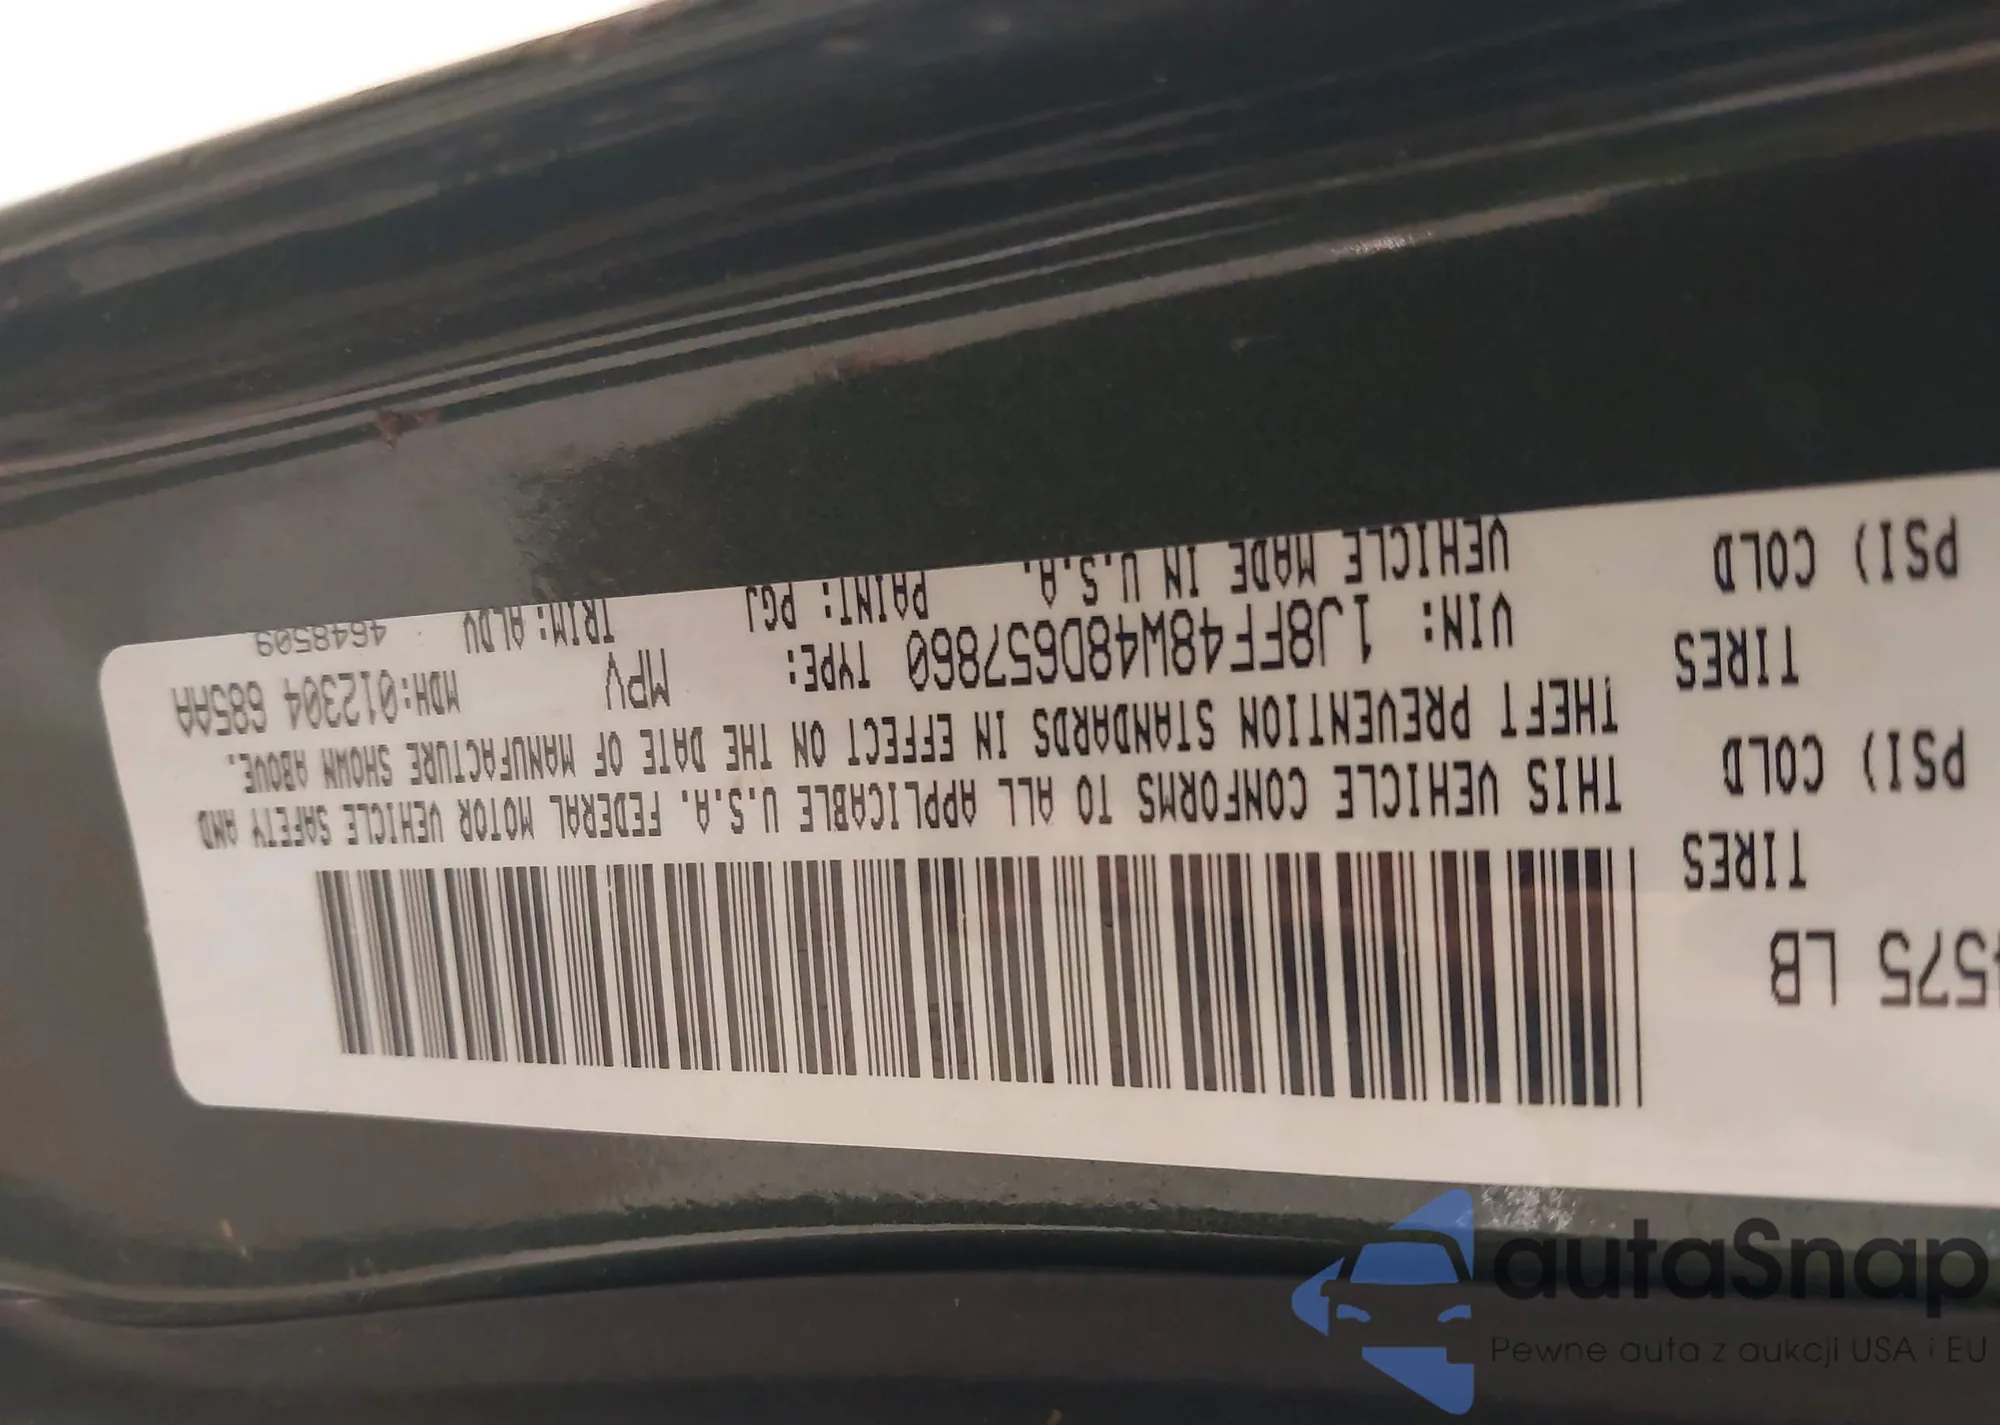 4575 LB
TIRES
PSI) COLD
TIRES
PSI) COLD
THIS VEHICLE CONFORMS TO ALL APPLICABLE U.S.A. FEDERAL MOTOR VEHICLE SAFETY AND
THEFT PREVENTION STANDARDS IN EFFECT ON THE DATE OF MANUFACTURE SHOWN ABOVE.
VIN: 1J8FF48W48D657860 TYPE: MPV MDH:012304 685AA
VEHICLE MADE IN U.S.A. PAINT: PGJ TRIM:ALDV 4648509
autaSnap
Pewne auta z aukcji USA i EU